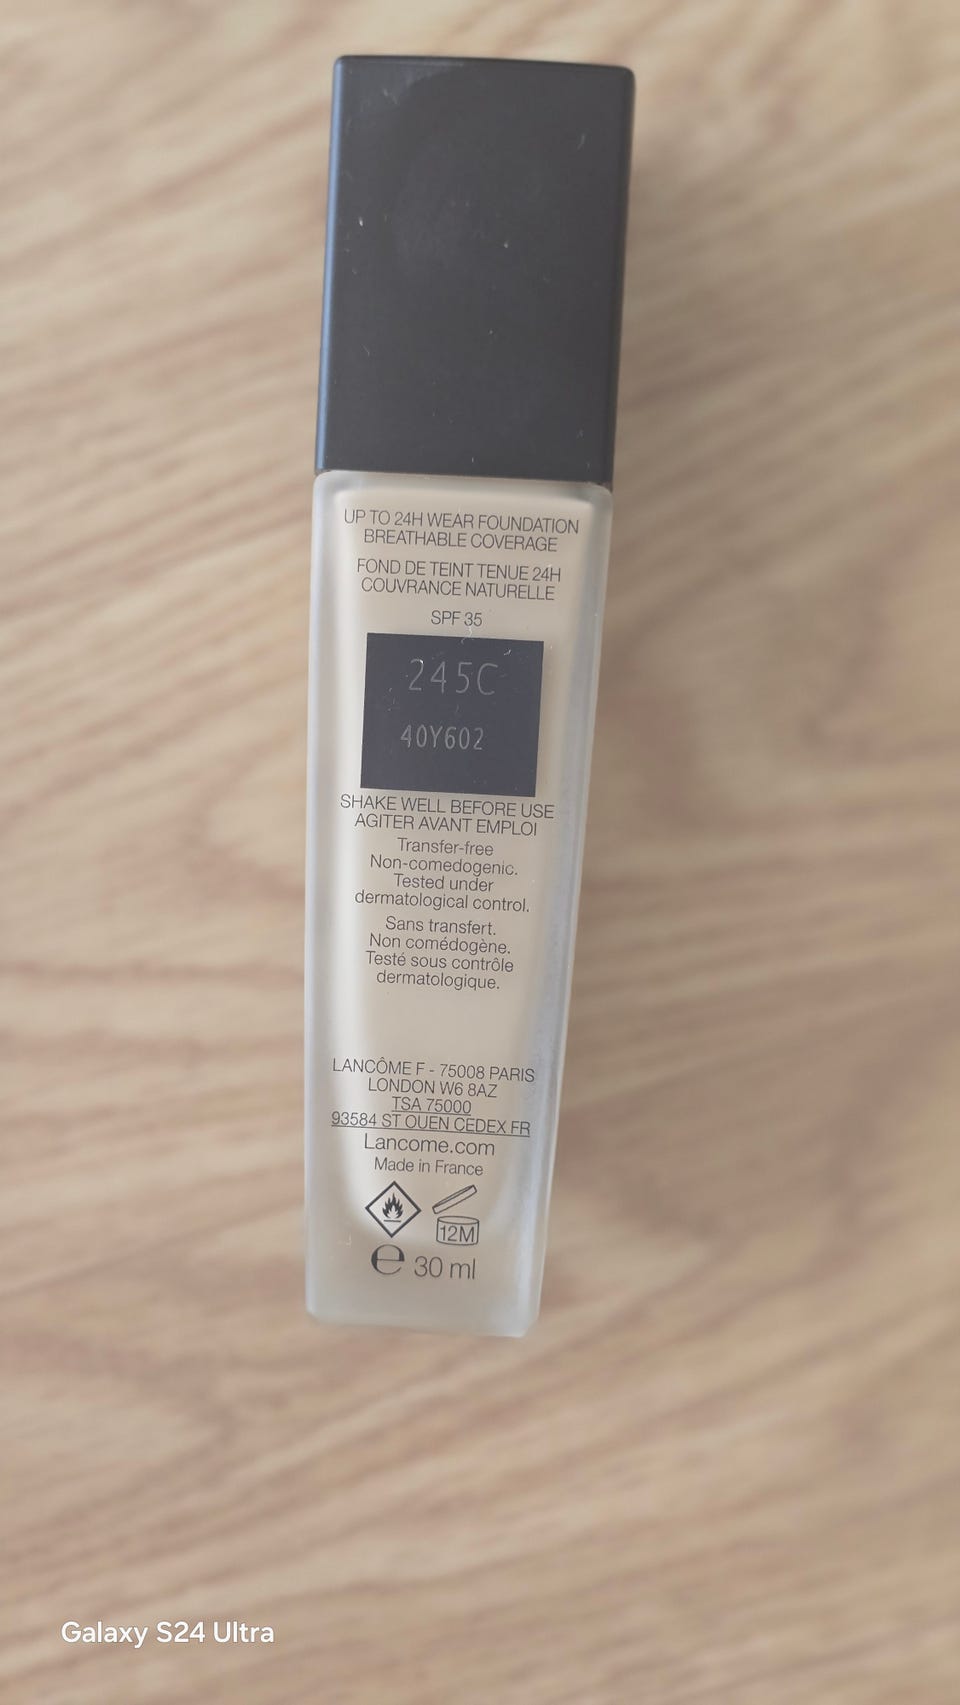 UP TO 24H WEAR FOUNDATION
BREATHABLE COVERAGE
FOND DE TEINT TENUE 24H
COUVRANCE NATURELLE
SPF 35
245C
40Y602
SHAKE WELL BEFORE USE
AGITER AVANT EMPLOI
Transfer-free
Non-comedogenic.
Tested under
dermatological control.
Sans transfert.
Non comédogène.
Testé sous contrôle
dermatologique.
LANCÔME F - 75008 PARIS
LONDON W6 8AZ
TSA 75000
93584 ST OUEN CEDEX FR
Lancome.com
Made in France
12M
e 30 ml
Galaxy S24 Ultra